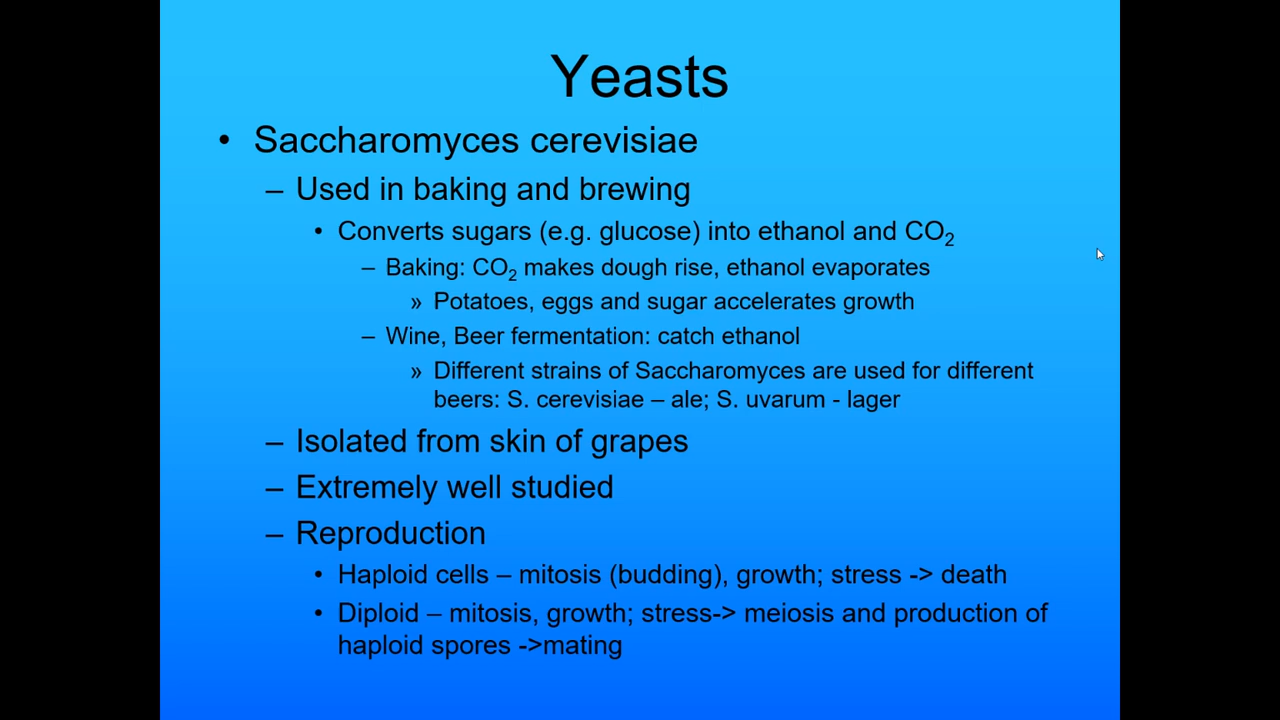 Yeasts
• Saccharomyces cerevisiae
– Used in baking and brewing
• Converts sugars (e.g. glucose) into ethanol and CO₂
– Baking: CO₂ makes dough rise, ethanol evaporates
» Potatoes, eggs and sugar accelerates growth
– Wine, Beer fermentation: catch ethanol
» Different strains of Saccharomyces are used for different
beers: S. cerevisiae – ale; S. uvarum - lager
– Isolated from skin of grapes
– Extremely well studied
– Reproduction
• Haploid cells – mitosis (budding), growth; stress -> death
• Diploid – mitosis, growth; stress-> meiosis and production of
haploid spores ->mating